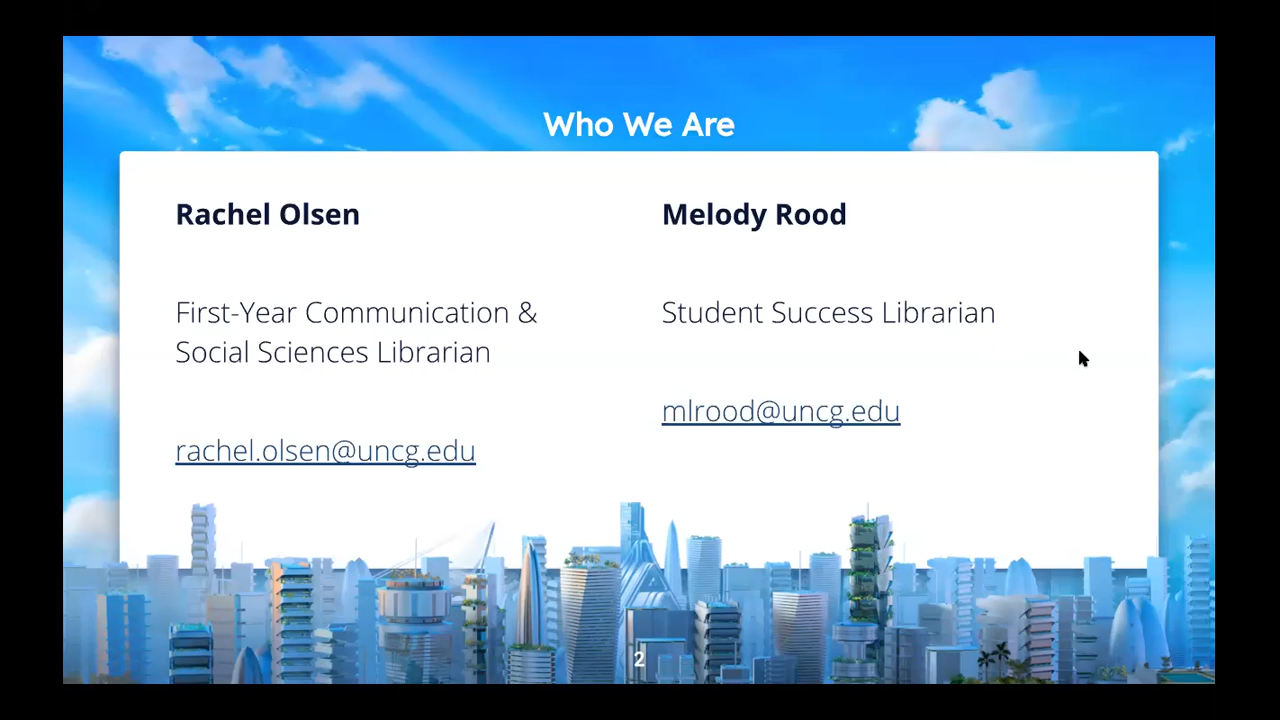 Who We Are
Rachel Olsen
First-Year Communication &
Social Sciences Librarian
rachel.olsen@uncg.edu
Melody Rood
Student Success Librarian
mlrood@uncg.edu
2